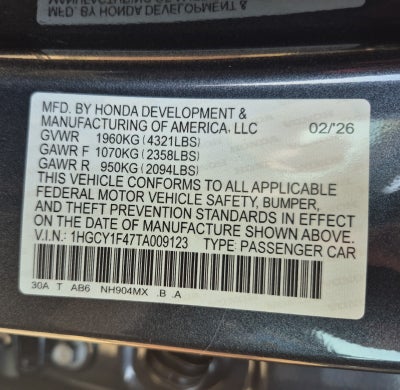 MFD. BY HONDA DEVELOPMENT &
MANUFACTURING OF AMERICA, LLC 02/'26
GVWR 1960KG(4321LBS)
GAWR F 1070KG(2358LBS)
GAWR R 950KG(2094LBS)
THIS VEHICLE CONFORMS TO ALL APPLICABLE
FEDERAL MOTOR VEHICLE SAFETY, BUMPER,
AND THEFT PREVENTION STANDARDS IN EFFECT
ON THE DATE OF MANUFACTURE SHOWN ABOVE.
V.I.N.: 1HGCY1F47TA009123 TYPE: PASSENGER CAR
30A T AB6 NH904MX .B .A